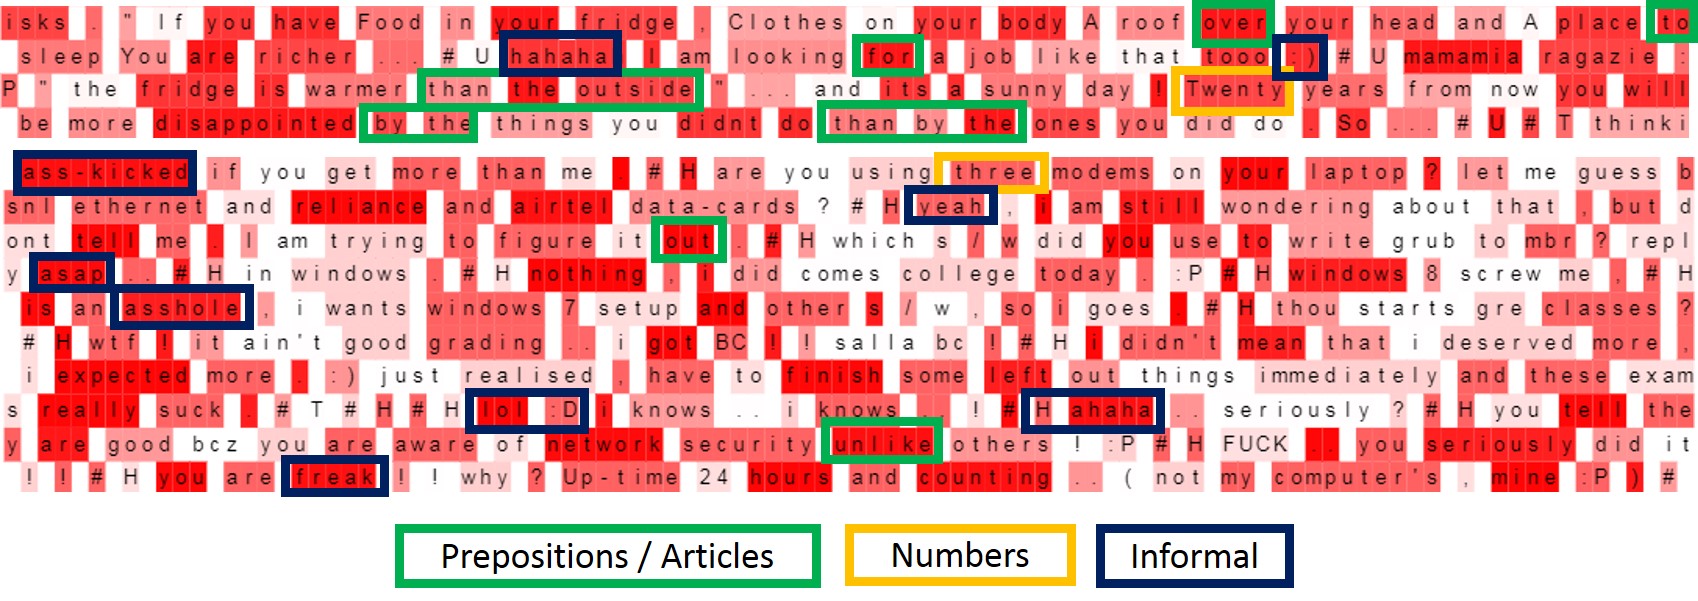 isks . " If you have Food in your fridge , Clothes on your body A roof over your head and A place to
sleep You are richer ... # U hahaha I am looking for a job like that tooo :) # U mamamia ragazie :
P " the fridge is warmer than the outside " ... and its a sunny day ! Twenty years from now you will
be more disappointed by the things you didnt do than by the ones you did do . So ... # U # T thinki
ass-kicked if you get more than me . # H are you using three modems on your laptop ? let me guess b
snl ethernet and reliance and airtel data-cards ? # H yeah , i am still wondering about that , but d
ont tell me . I am trying to figure it out . # H which s / w did you use to write grub to mbr ? repl
y asap .. # H in windows . # H nothing , i did comes college today . :P # H windows 8 screw me , # H
is an asshole , i wants windows 7 setup and other s / w , so i goes . # H thou starts gre classes ?
# H wtf ! it ain't good grading .. i got BC ! ! salla bc ! # H i didn't mean that i deserved more ,
i expected more . :) just realised , have to finish some left out things immediately and these exam
s really suck . # T # H # H lol :D i knows .. i knows .. ! # H ahaha .. seriously ? # H you tell the
y are good bcz you are aware of network security unlike others ! :P # H FUCK .. you seriously did it
! ! # H you are freak ! ! why ? Up-time 24 hours and counting .. ( not my computer's , mine :P ) #
Prepositions / Articles Numbers Informal